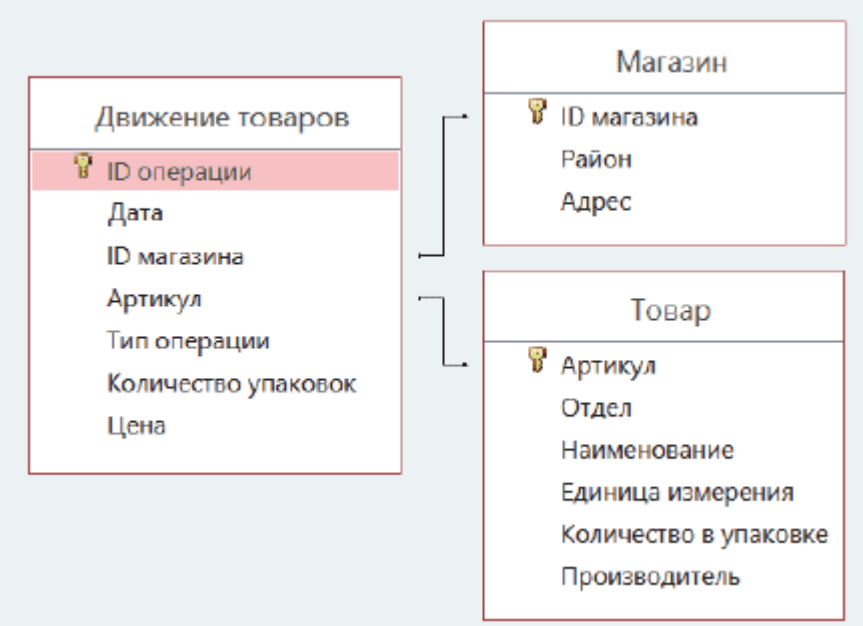 Движение товаров
ID операции
Дата
ID магазина
Артикул
Тип операции
Количество упаковок
Цена
Магазин
ID магазина
Район
Адрес
Товар
Артикул
Отдел
Наименование
Единица измерения
Количество в упаковке
Производитель